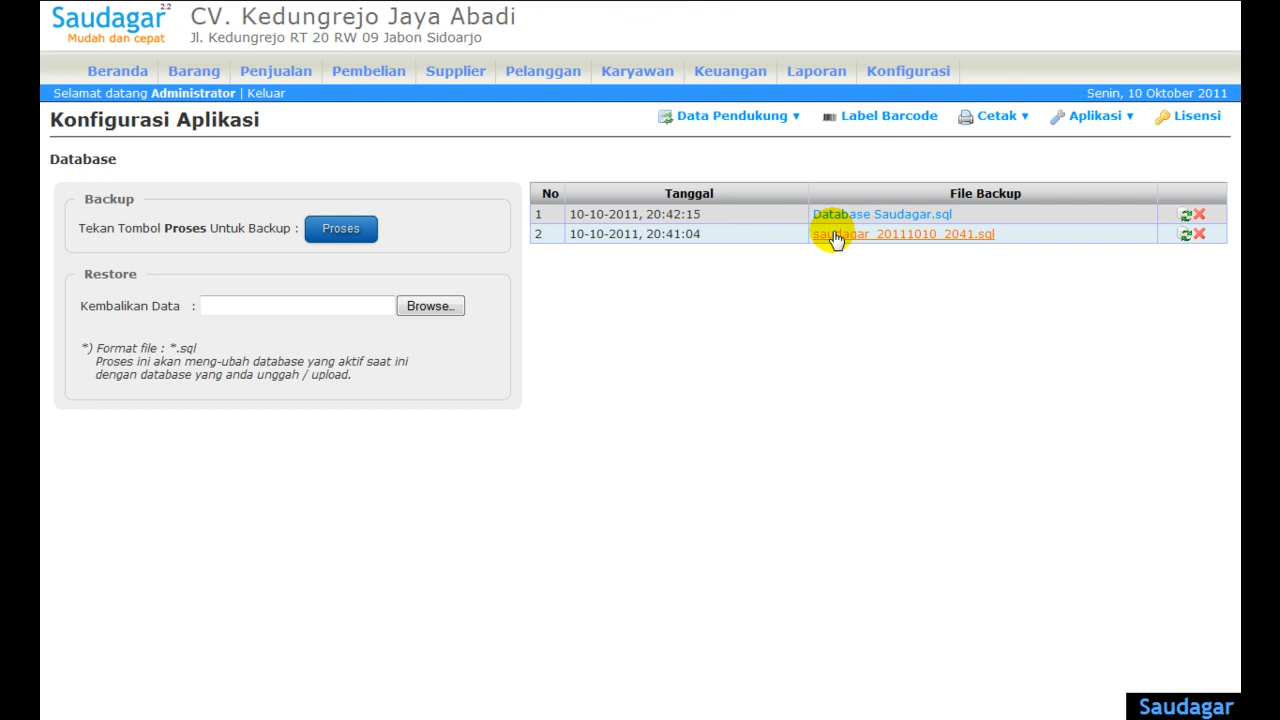 Saudagar 2.2
Mudah dan cepat
CV. Kedungrejo Jaya Abadi
Jl. Kedungrejo RT 20 RW 09 Jabon Sidoarjo
Beranda Barang Penjualan Pembelian Supplier Pelanggan Karyawan Keuangan Laporan Konfigurasi
Selamat datang Administrator | Keluar Senin, 10 Oktober 2011
Konfigurasi Aplikasi Data Pendukung ▼ Label Barcode Cetak ▼ Aplikasi ▼ Lisensi
Database
Backup
Tekan Tombol Proses Untuk Backup : Proses
Restore
Kembalikan Data : Browse..
*) Format file : *.sql
Proses ini akan meng-ubah database yang aktif saat ini
dengan database yang anda unggah / upload.
No Tanggal File Backup
1 10-10-2011, 20:42:15 Database Saudagar.sql
2 10-10-2011, 20:41:04 saudagar_20111010_2041.sql
Saudagar